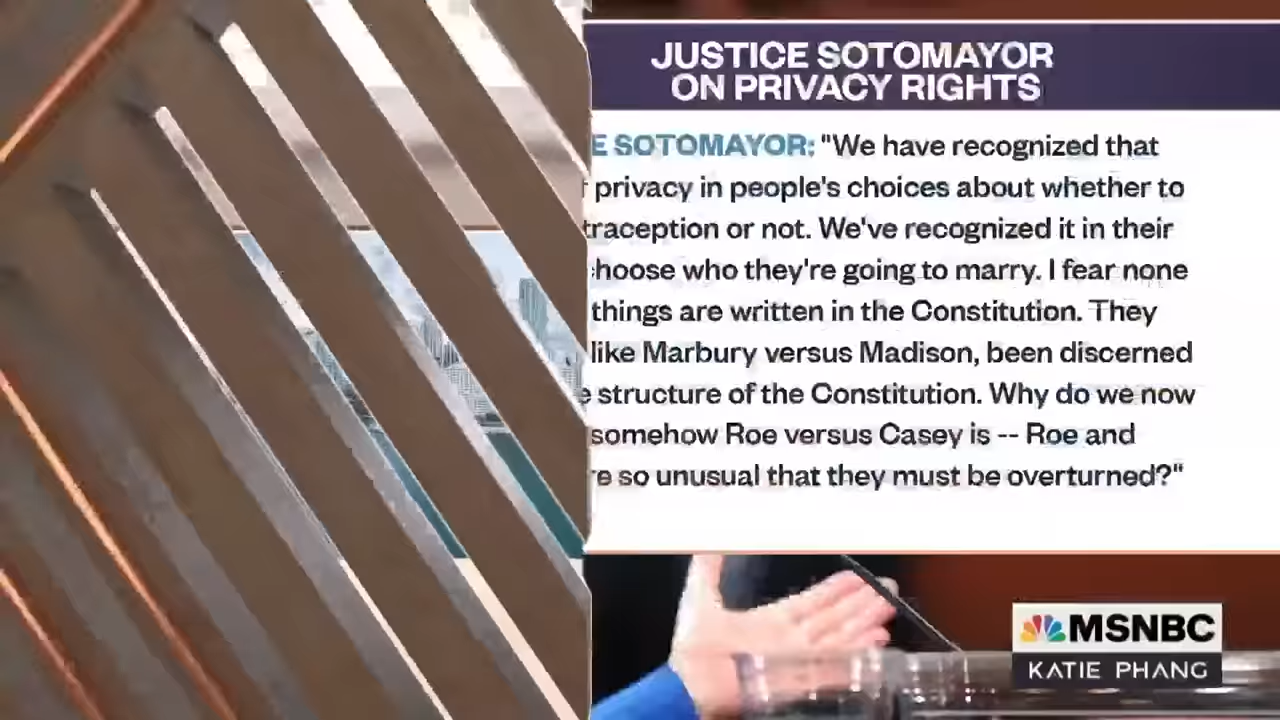 JUSTICE SOTOMAYOR
ON PRIVACY RIGHTS
SOTOMAYOR: "We have recognized that
privacy in people's choices about whether to
or not. We've recognized it in their
choose who they're going to marry. I fear none
things are written in the Constitution. They
like Marbury versus Madison, been discerned
structure of the Constitution. Why do we now
somehow Roe versus Casey is -- Roe and
so unusual that they must be overturned?"
MSNBC
KATIE PHANG